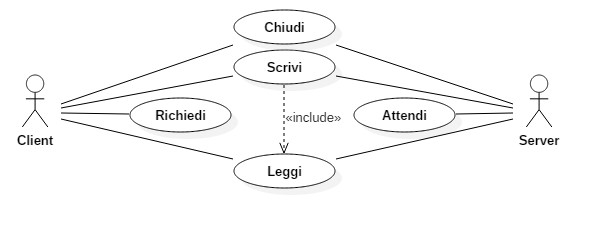 Chiudi
Scrivi
Richiedi
«include»
Attendi
Client
Server
Leggi